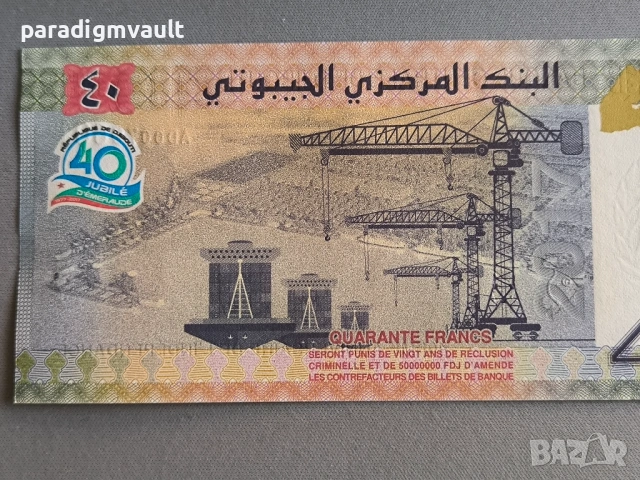 paradigmvault
البنك المركزي الجيبوتي
٤٠
RÉPUBLIQUE DE DJIBOUTI
40
JUBILÉ
D'ÉMERAUDE
QUARANTE FRANCS
SERONT PUNIS DE VINGT ANS DE RÉCLUSION
CRIMINELLE ET DE 50000000 FDJ D'AMENDE
LES CONTREFACTEURS DES BILLETS DE BANQUE
BAZAR